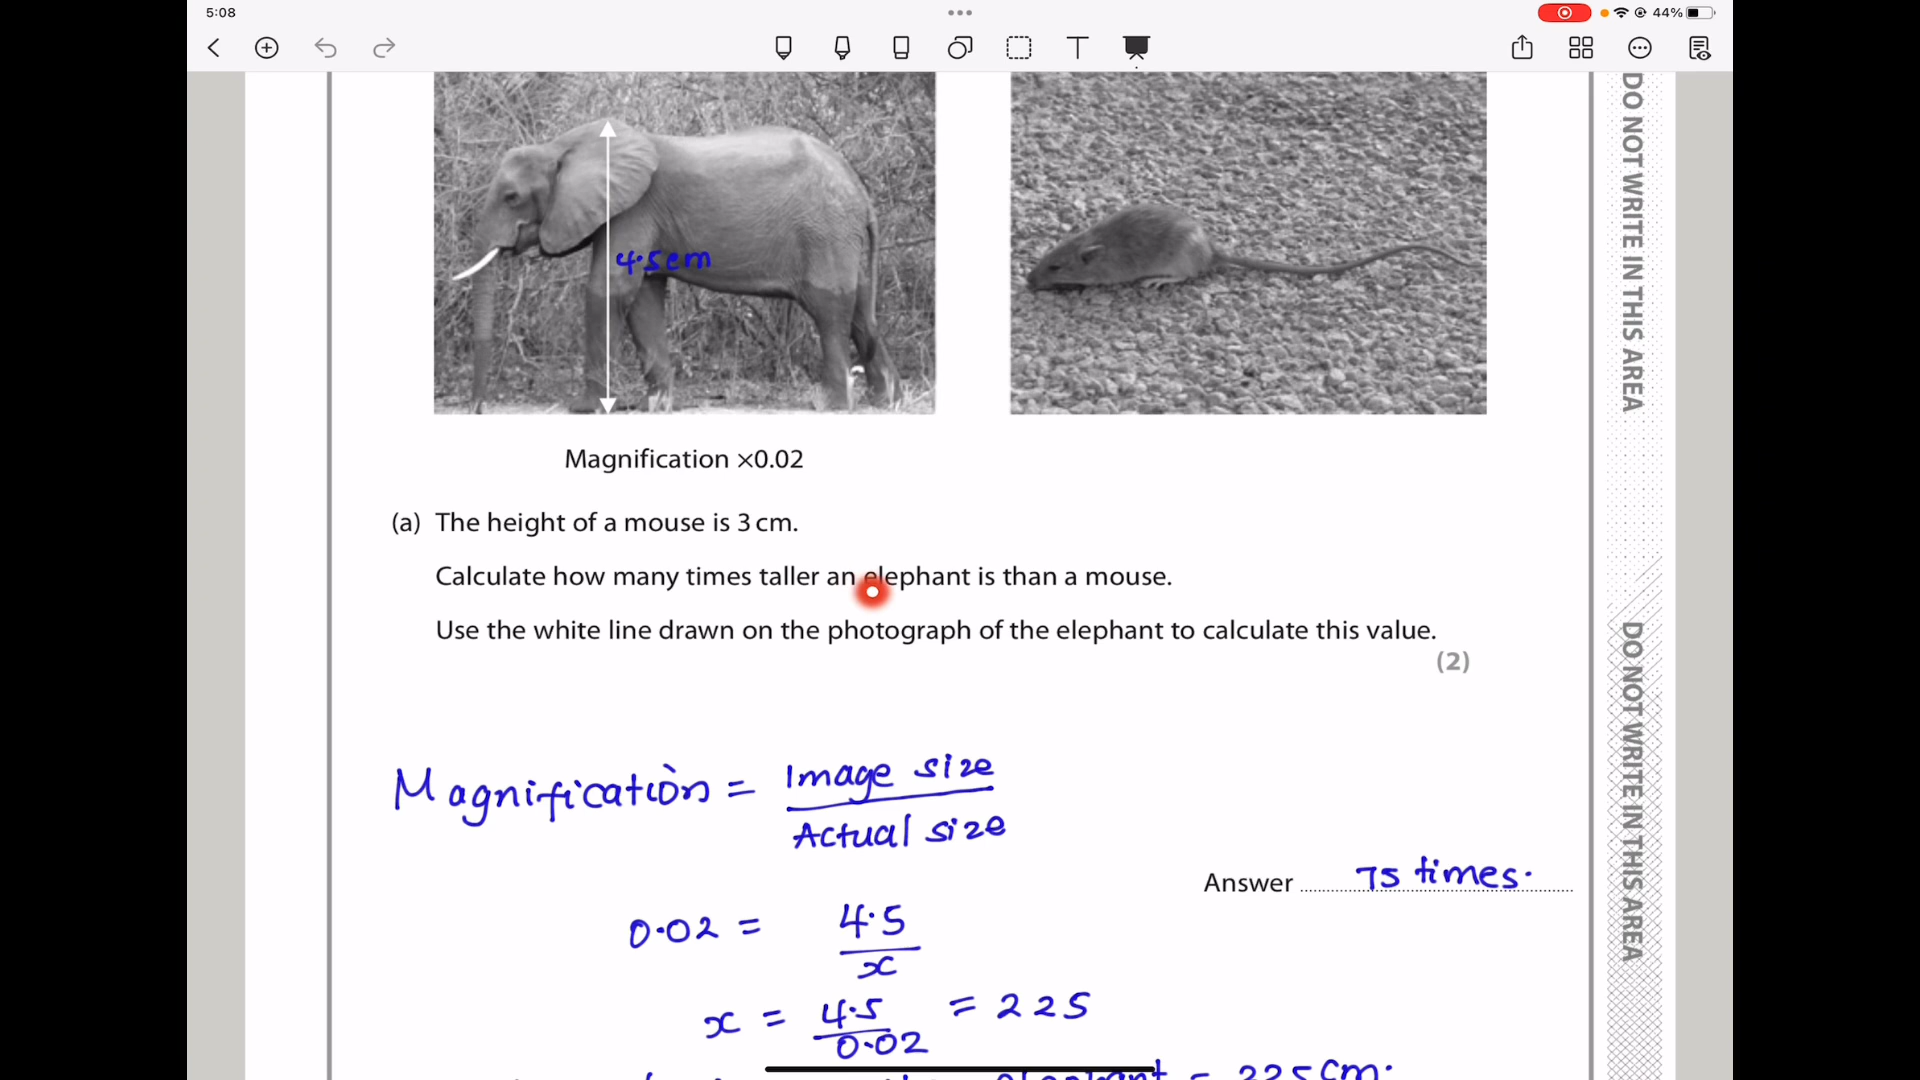 5:08
44%
4.5cm
Magnification ×0.02
(a) The height of a mouse is 3 cm.
Calculate how many times taller an elephant is than a mouse.
Use the white line drawn on the photograph of the elephant to calculate this value.
(2)
Magnification = Image size
Actual size
Answer 75 times.
0.02 = 4.5
x
x = 4.5 = 225
0.02
elephant = 225cm.
DO NOT WRITE IN THIS AREA
DO NOT WRITE IN THIS AREA